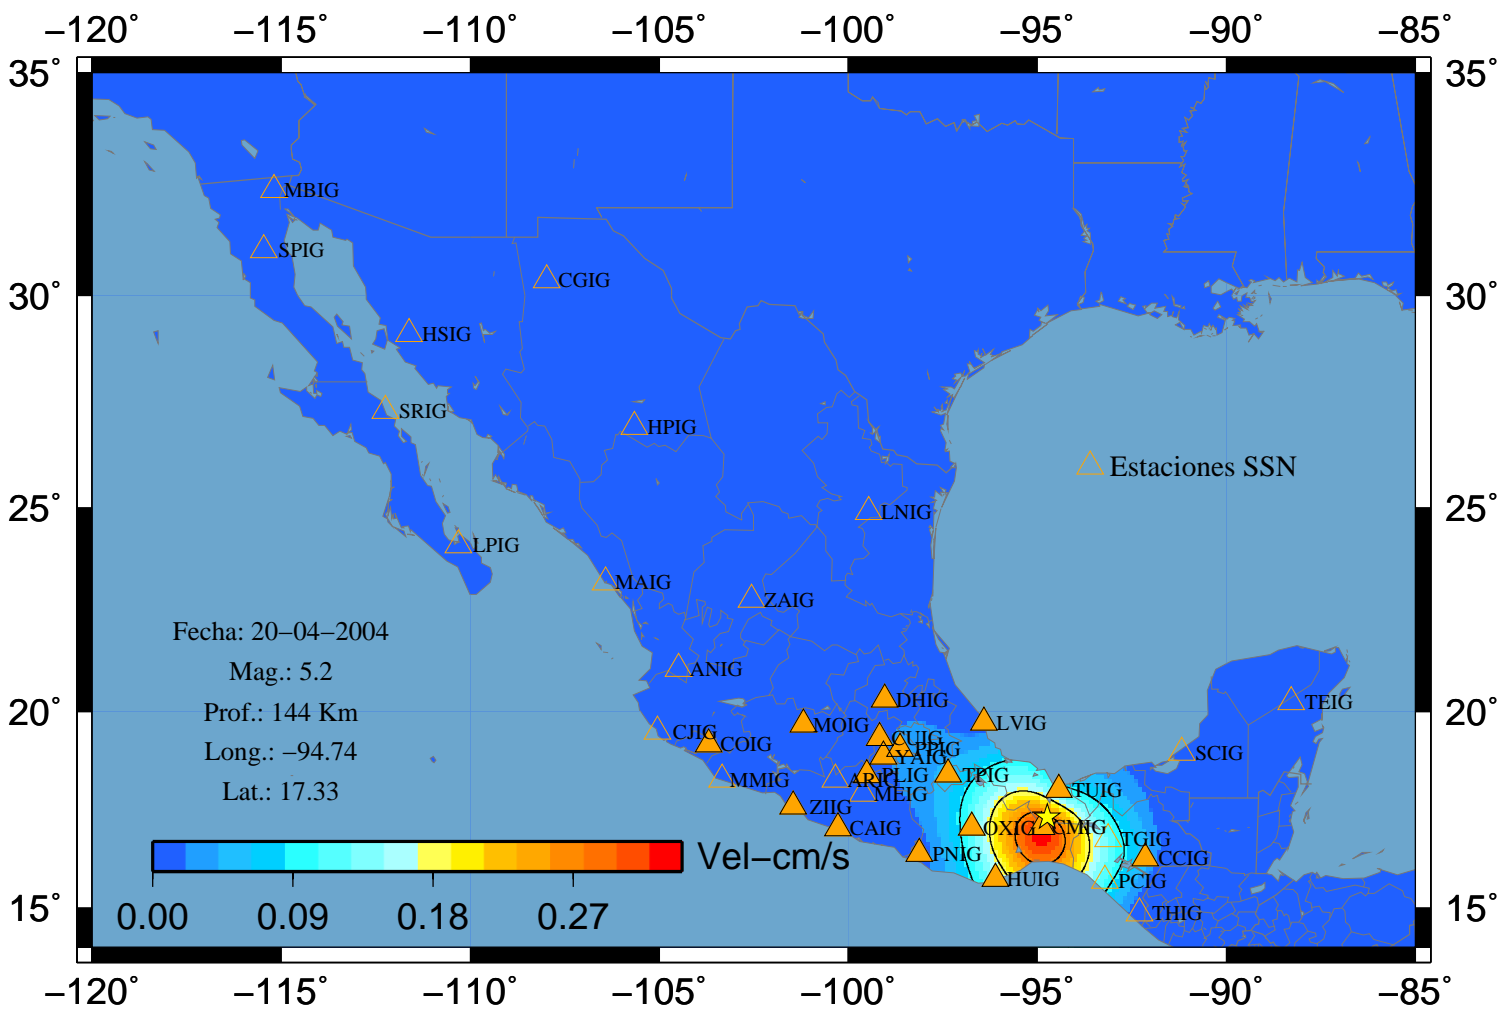 −120° −115° −110° −105° −100° −95° −90° −85°
35° 35°
MBIG
SPIG
CGIG
30° 30°
HSIG
SRIG
HPIG
Estaciones SSN
25° 25°
LNIG
LPIG
MAIG
ZAIG
Fecha: 20−04−2004
Mag.: 5.2
ANIG
DHIG
TEIG
Prof.: 144 Km
20° 20°
MOIG
LVIG
CJIG
COIG
CUIG
PPIG
YAIG
SCIG
Long.: −94.74
MMIG
ARIG
PLIG
TPIG
MEIG
TUIG
Lat.: 17.33
ZIIG
CAIG
OXIG
CMIG
TGIG
PNIG
CCIG
Vel−cm/s
HUIG
PCIG
THIG
15° 15°
0.00 0.09 0.18 0.27
−120° −115° −110° −105° −100° −95° −90° −85°